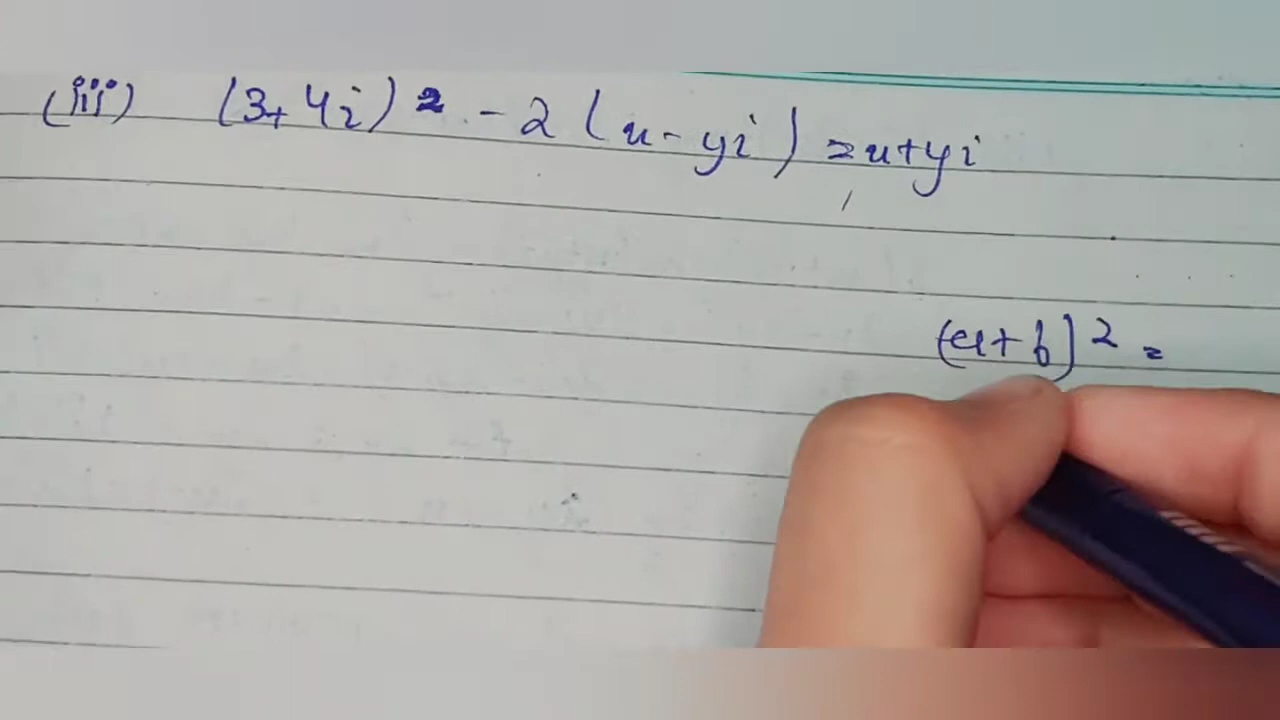 (iii) (3+4i)² - 2(x-yi) = x+yi
(a+b)² =